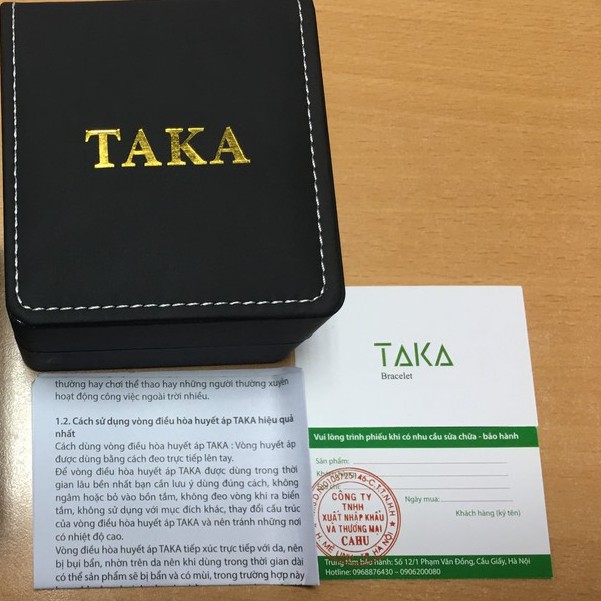 TAKA
TAKA
Bracelet
Vui lòng trình phiếu khi có nhu cầu sửa chữa - bảo hành
Sản phẩm:
Ngày mua:
Khách hàng (ký tên)
CÔNG TY
TNHH
XUẤT NHẬP KHẨU
VÀ THƯƠNG MẠI
CAHU
Trung tâm bảo hành: Số 12/1 Phạm Văn Đồng, Cầu Giấy, Hà Nội
Hotline: 0968876430 – 0906200080
thường hay chơi thể thao hay những người thường xuyên
hoạt động công việc ngoài trời nhiều.
1.2. Cách sử dụng vòng điều hòa huyết áp TAKA hiệu quả
nhất
Cách dùng vòng điều hòa huyết áp TAKA : Vòng huyết áp
được dùng bằng cách đeo trực tiếp lên tay.
Để vòng điều hòa huyết áp TAKA được dùng trong thời
gian lâu bền nhất bạn cần lưu ý dùng đúng cách, không
ngâm hoặc bỏ vào bồn tắm, không đeo vòng khi ra biển
tắm, không sử dụng với mục đích khác, thay đổi cấu trúc
của vòng điều hòa huyết áp TAKA và nên tránh những nơi
có nhiệt độ cao.
Vòng điều hòa huyết áp TAKA tiếp xúc trực tiếp với da, nên
bị bụi bẩn, nhờn trên da nên khi dùng trong thời gian dài
có thể sản phẩm sẽ bị bẩn và có mùi, trong trường hợp này